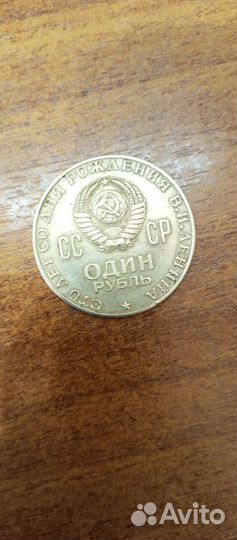 СТО ЛЕТ СО ДНЯ РОЖДЕНИЯ В.И. ЛЕНИНА
СС СР
ОДИН
РУБЛЬ
Avito